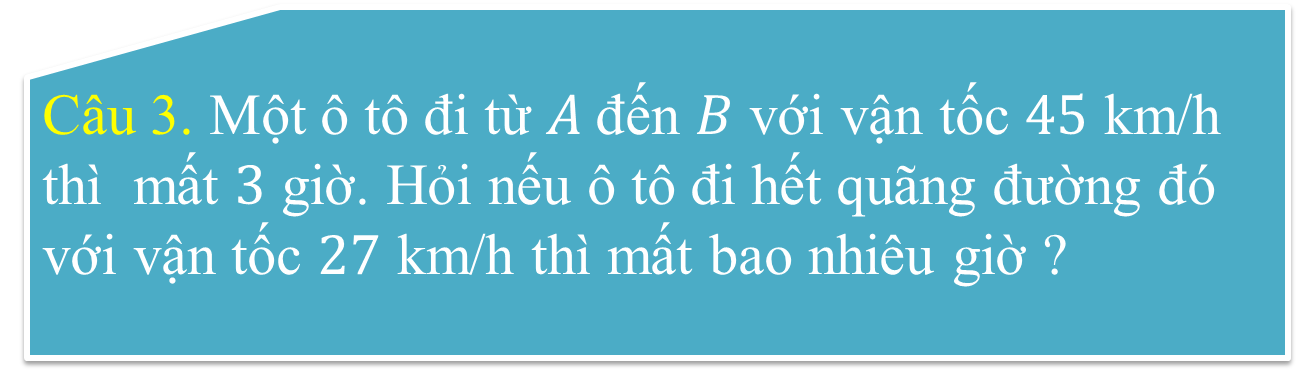 Câu 3. Một ô tô đi từ A đến B với vận tốc 45 km/h
thì mất 3 giờ. Hỏi nếu ô tô đi hết quãng đường đó
với vận tốc 27 km/h thì mất bao nhiêu giờ ?